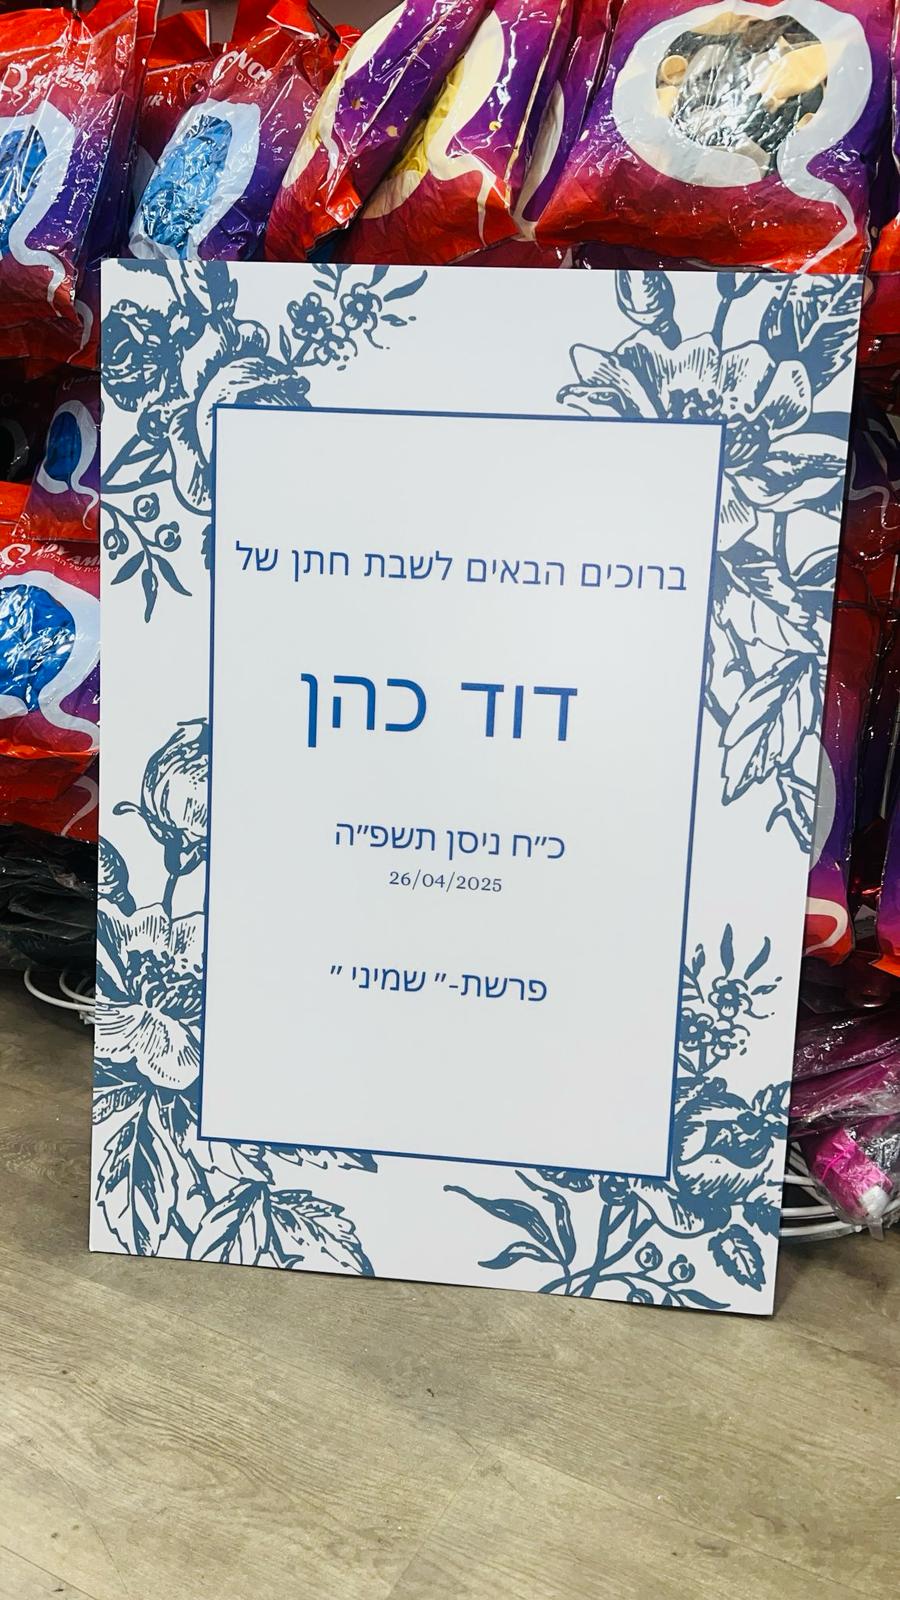 ברוכים הבאים לשבת חתן של
דוד כהן
כ״ח ניסן תשפ״ה
26/04/2025
פרשת-״ שמיני ״